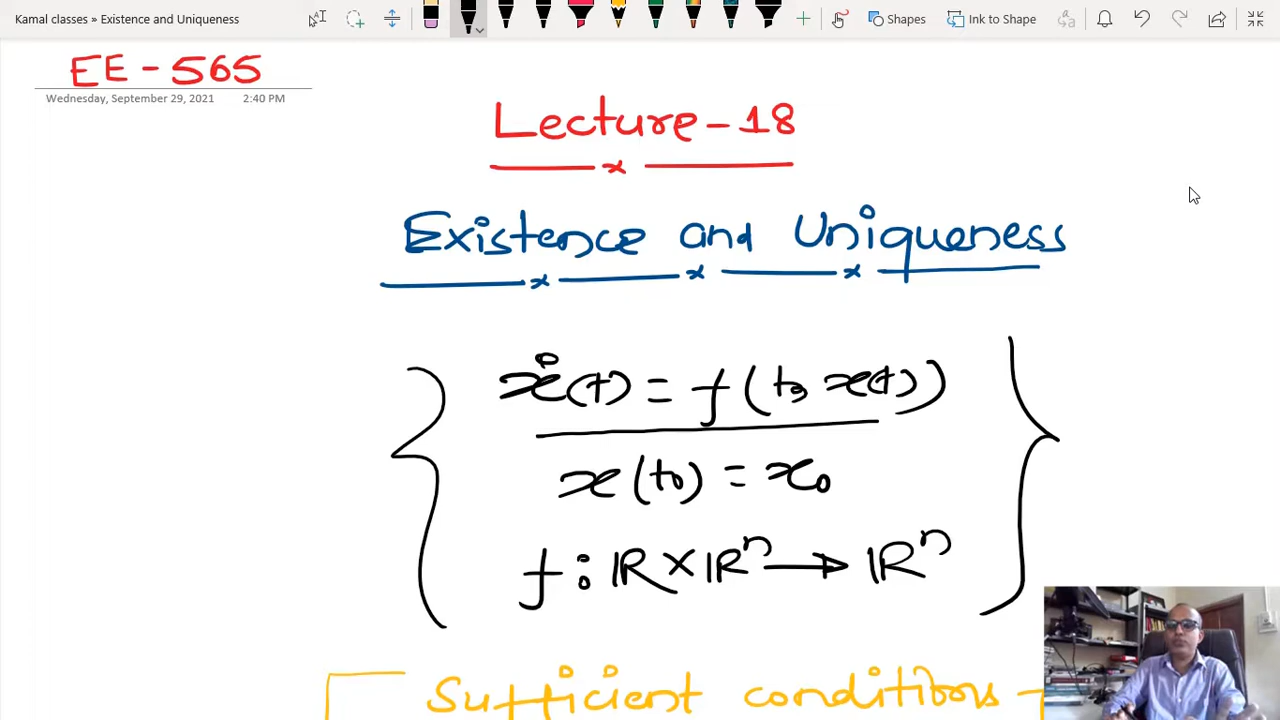 Kamal classes » Existence and Uniqueness
Shapes
Ink to Shape
EE - 565
Wednesday, September 29, 2021 2:40 PM
Lecture - 18
Existence and Uniqueness
ẋ(t) = f(t, x(t))
x(t₀) = x₀
f : ℝ × ℝⁿ → ℝⁿ
Sufficient conditions